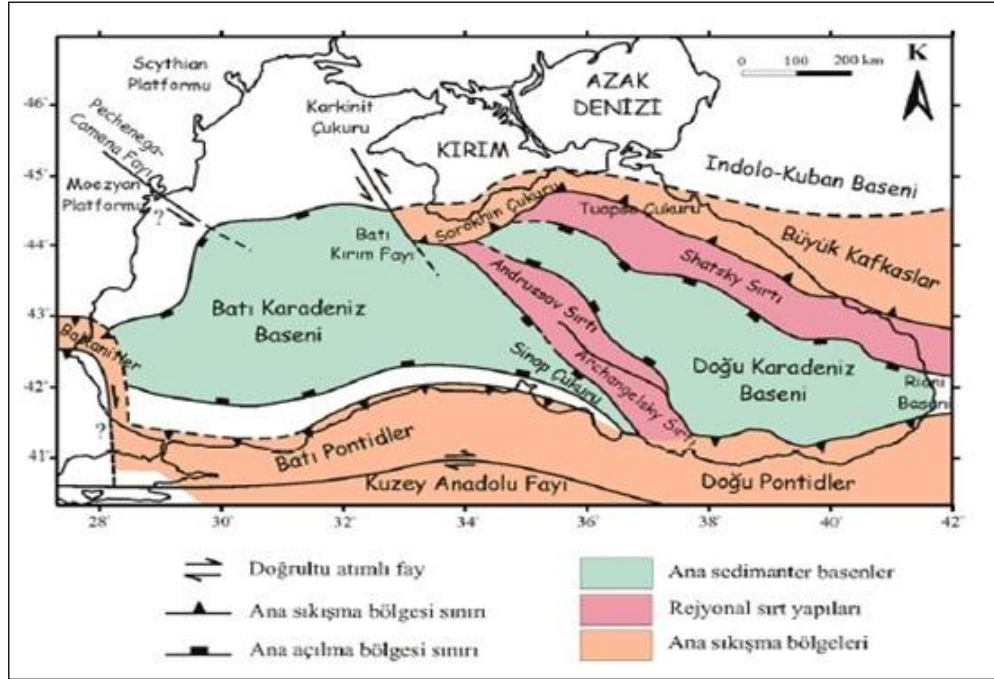 Scythian
Platformu
Karkinit
Çukuru
AZAK
DENİZİ
KIRIM
0 100 200 km
K
Pechenega-
Camena Fayı
Moezyan
Platformu
?
Indolo-Kuban Baseni
Sorokhin Çukuru
Tuapse Çukuru
Büyük Kafkaslar
Batı
Kırım Fayı
Shatsky Sırtı
Andrussov Sırtı
Batı Karadeniz
Baseni
Balkanitler
Sinop Çukuru
Archangelsky Sırtı
Doğu Karadeniz
Baseni
Rioni
Baseni
?
Batı Pontidler
Kuzey Anadolu Fayı
Doğu Pontidler
46°
45°
44°
43°
42°
41°
28° 30° 32° 34° 36° 38° 40° 42°
Doğrultu atımlı fay
Ana sıkışma bölgesi sınırı
Ana açılma bölgesi sınırı
Ana sedimanter basenler
Rejyonal sırt yapıları
Ana sıkışma bölgeleri